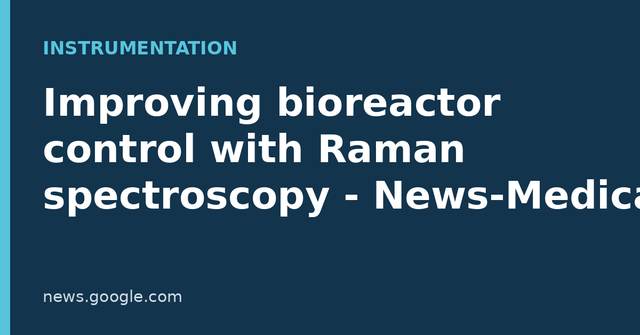 INSTRUMENTATION
Improving bioreactor
control with Raman
spectroscopy - News-Medica
news.google.com